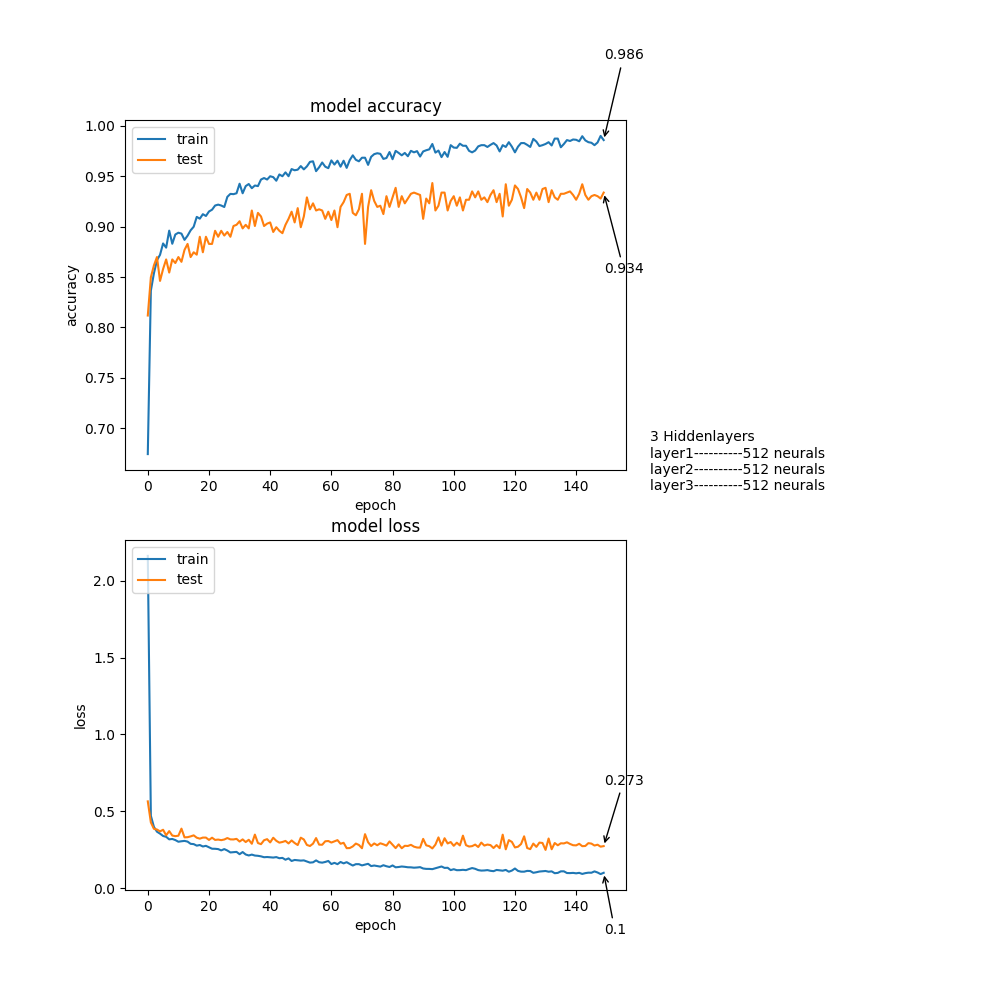 0.986
model accuracy
train
test
1.00
0.95
0.90
0.85
0.80
0.75
0.70
accuracy
0.934
0 20 40 60 80 100 120 140
epoch
3 Hiddenlayers
layer1----------512 neurals
layer2----------512 neurals
layer3----------512 neurals
model loss
train
test
2.0
1.5
1.0
0.5
0.0
loss
0.273
0 20 40 60 80 100 120 140
epoch
0.1